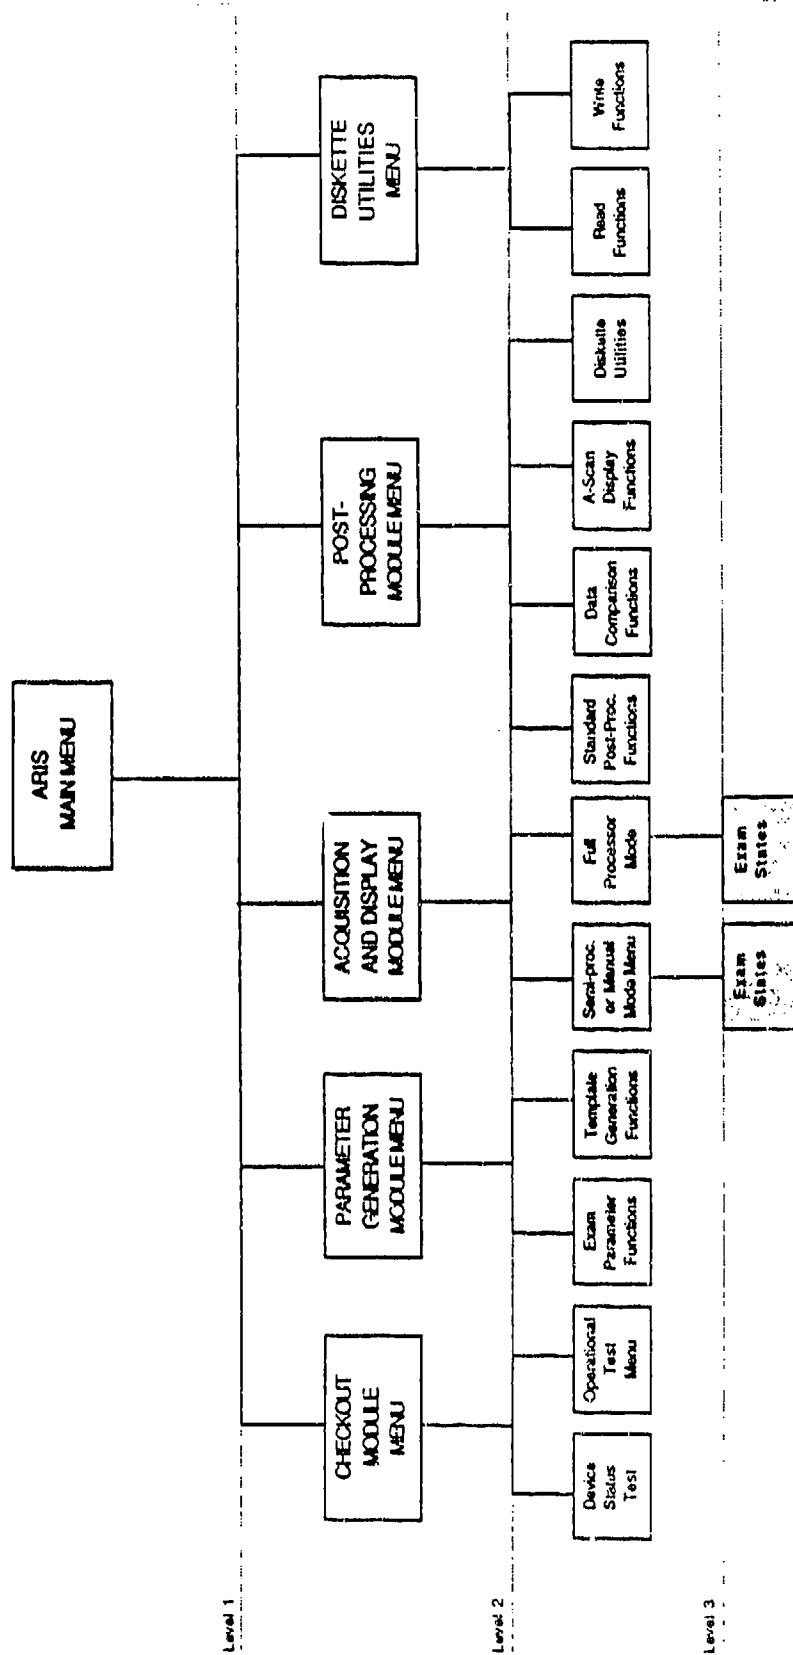 ARIS
MAIN MENU
Level 1
CHECKOUT
MODULE
MENU
PARAMETER
GENERATION
MODULE MENU
ACQUISITION
AND DISPLAY
MODULE MENU
POST-
PROCESSING
MODULE MENU
DISKETTE
UTILITIES
MENU
Level 2
Device
Status
Test
Operational
Test
Menu
Exam
Parameter
Functions
Template
Generation
Functions
Semi-proc.
or Manual
Mode Menu
Full
Processor
Mode
Standard
Post-Proc.
Functions
Data
Comparison
Functions
A-Scan
Display
Functions
Diskette
Utilities
Read
Functions
Write
Functions
Level 3
Exam
States
Exam
States